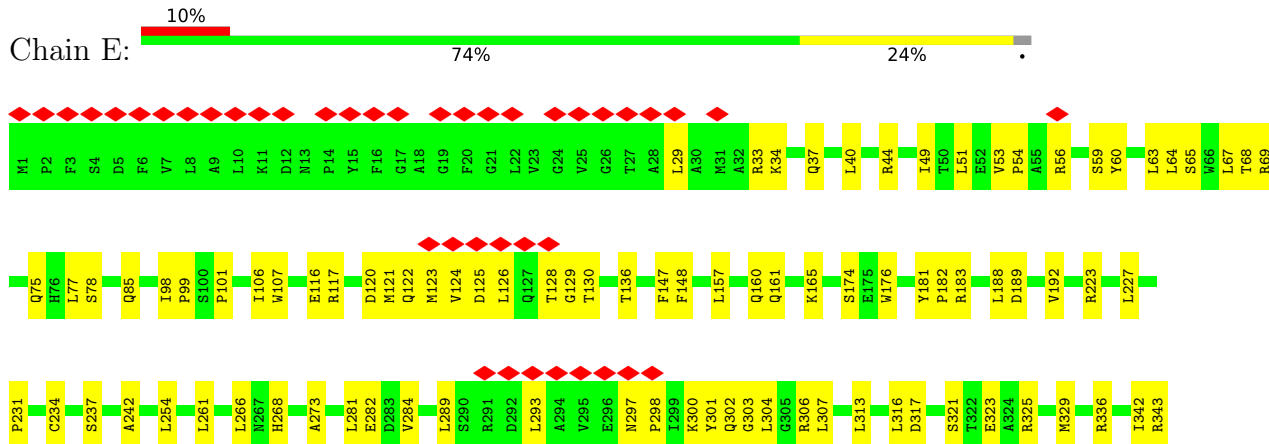 10%
Chain E:
74% 24% •
M1 P2 F3 S4 D5 F6 V7 L8 A9 L10 K11 D12 N13 P14 Y15 F16 G17 A18 G19 F20 G21 L22 V23 G24 V25 G26 T27 A28 L29 A30 M31 A32 R33 K34 Q37 L40 R44 I49 T50 L51 E52 V53 P54 A55 R56 S59 Y60 L63 L64 S65 W66 L67 T68 R69
Q75 H76 L77 S78 Q85 I98 P99 S100 P101 I106 W107 E116 R117 D120 M121 Q122 M123 V124 D125 L126 Q127 T128 G129 T130 T136 F147 F148 L157 Q160 Q161 K165 S174 E175 W176 Y181 P182 R183 L188 D189 V192 R223 L227
P231 C234 S237 A242 L254 L261 L266 N267 H268 A273 L281 E282 D283 V284 L289 S290 R291 D292 L293 A294 V295 E296 N297 P298 I299 K300 Y301 Q302 G303 L304 G305 R306 L307 L313 L316 D317 S321 T322 E323 A324 R325 M329 R336 I342 R343